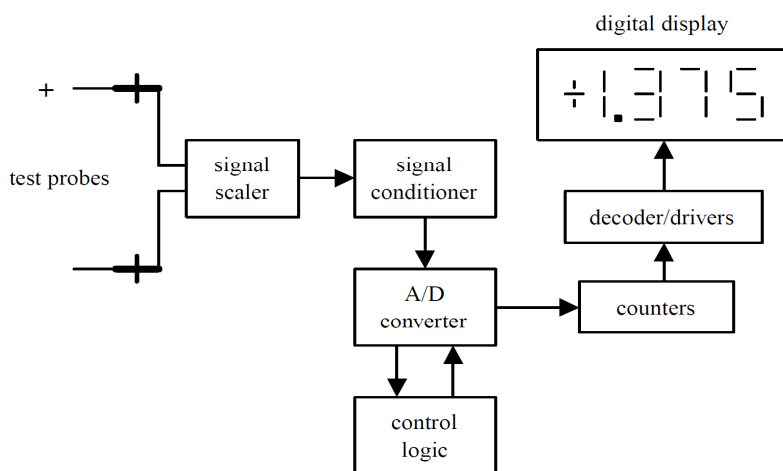 digital display
÷1.375
+
test probes
signal
scaler
signal
conditioner
decoder/drivers
A/D
converter
counters
control
logic